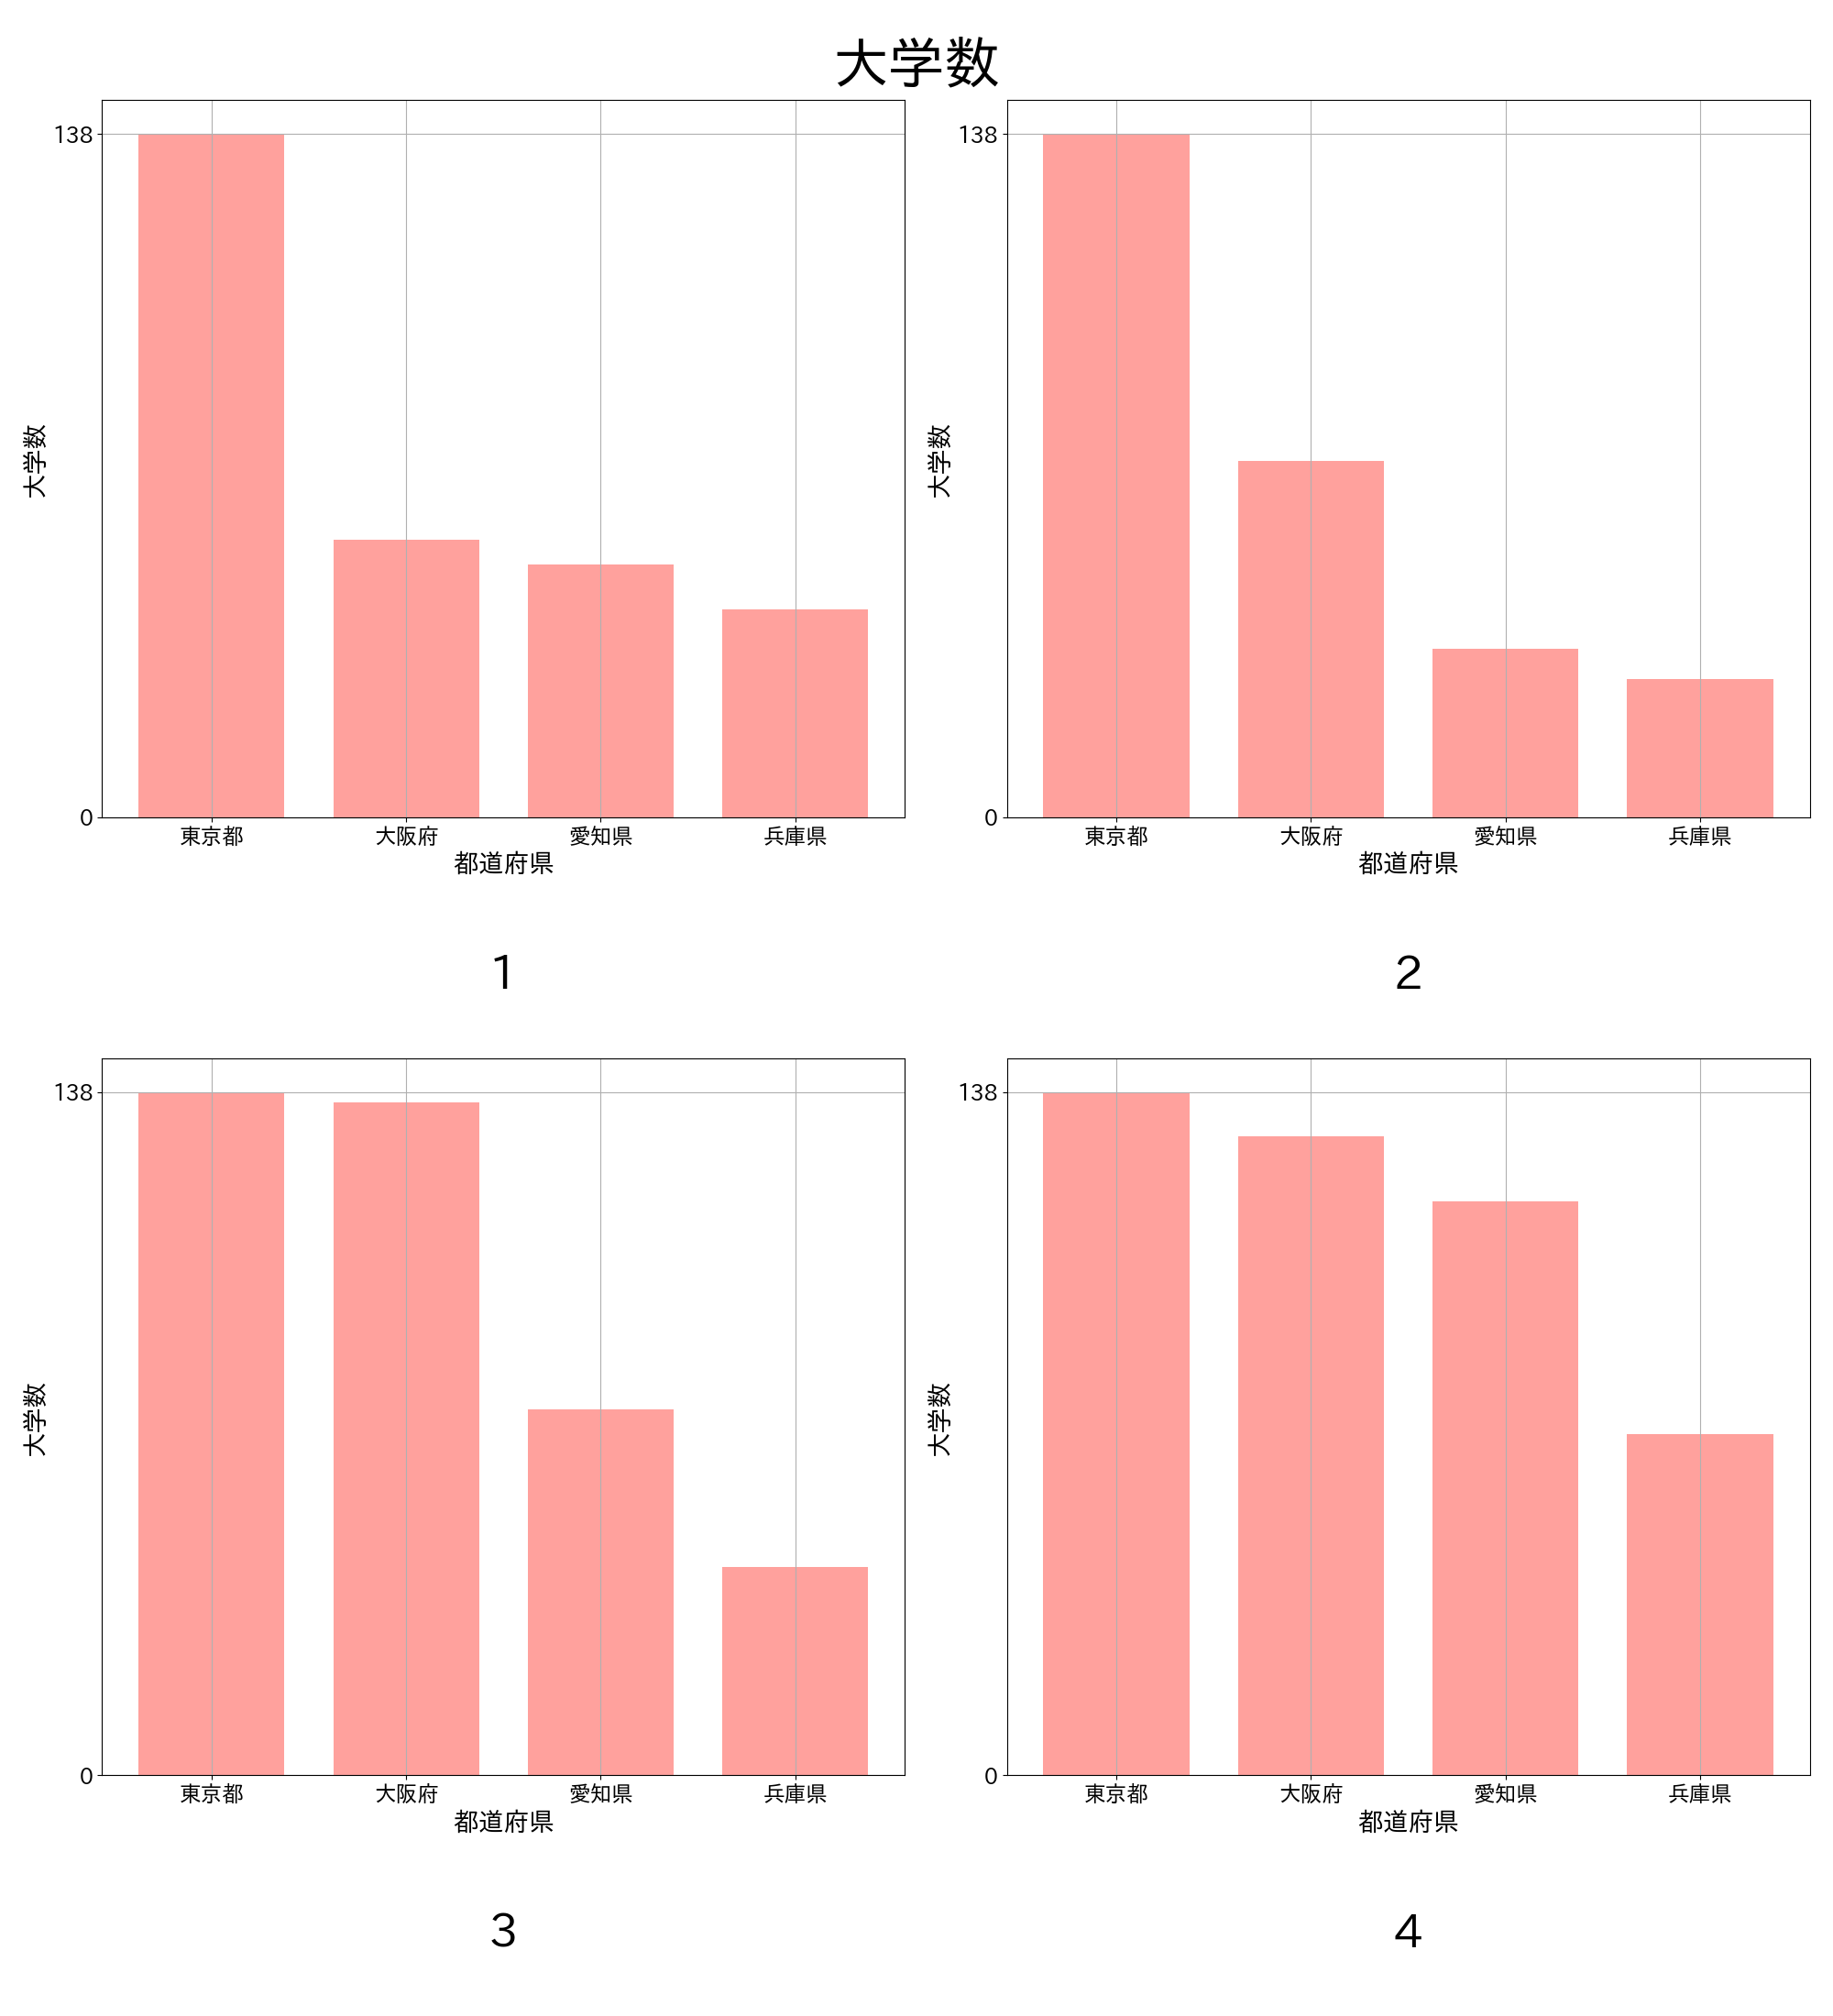 大学数
138
0
大学数
東京都 大阪府 愛知県 兵庫県
都道府県
1
138
0
大学数
東京都 大阪府 愛知県 兵庫県
都道府県
2
138
0
大学数
東京都 大阪府 愛知県 兵庫県
都道府県
3
138
0
大学数
東京都 大阪府 愛知県 兵庫県
都道府県
4